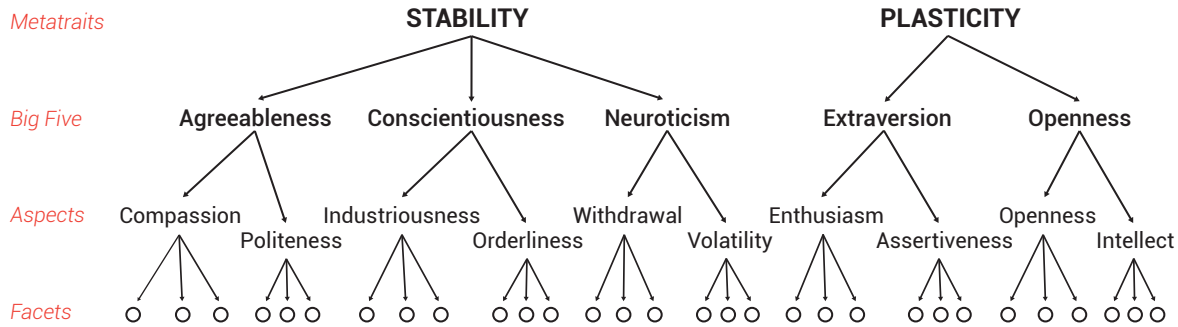 Metatraits STABILITY PLASTICITY
Big Five Agreeableness Conscientiousness Neuroticism Extraversion Openness
Aspects Compassion Industriousness Withdrawal Enthusiasm Openness
Politeness Orderliness Volatility Assertiveness Intellect
Facets